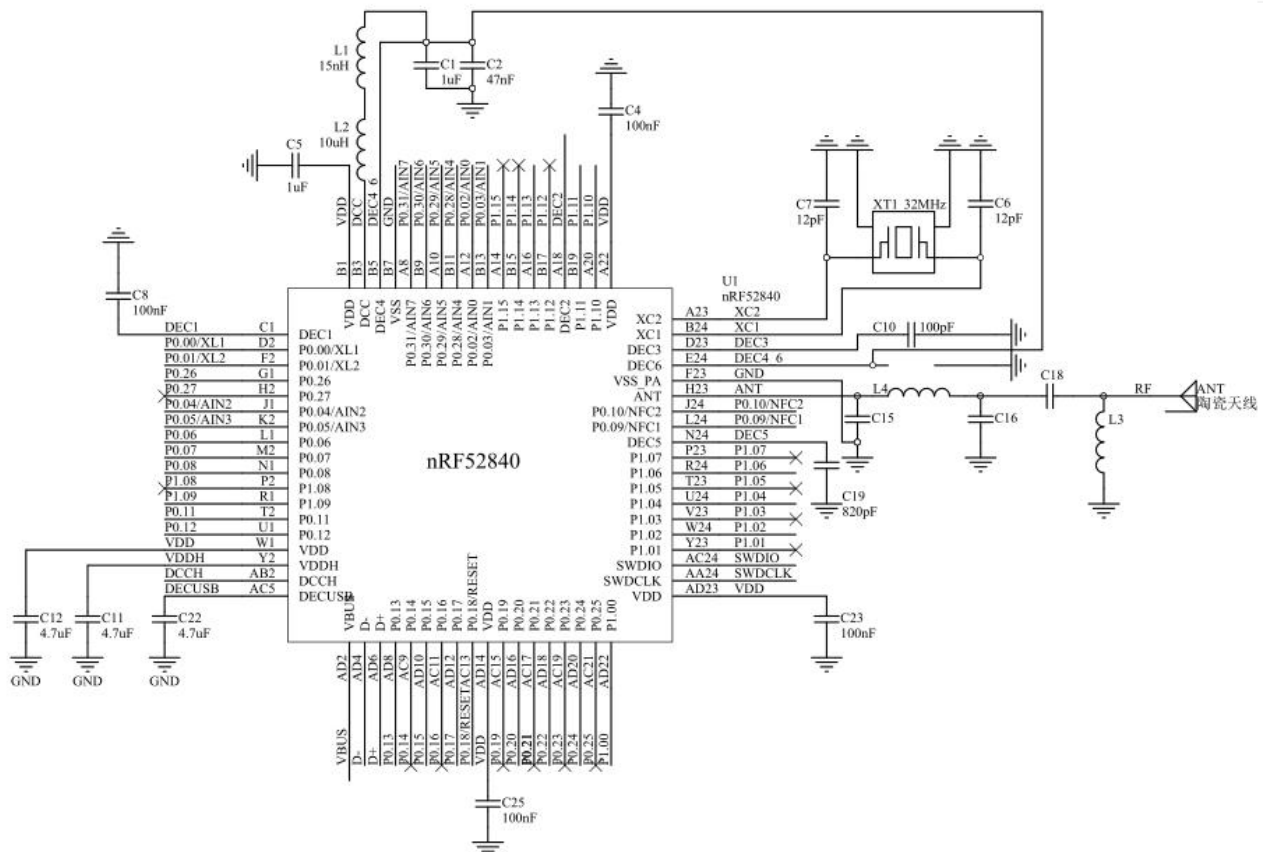 L1
15nH
C1
1uF
C2
47nF
L2
10uH
C4
100nF
C5
1uF
VDD
DCC
DEC4_6
GND
P0.31/AIN7
P0.30/AIN6
P0.29/AIN5
P0.28/AIN4
P0.02/AIN0
P0.03/AIN1
P1.15
P1.14
P1.13
P1.12
DEC2
P1.11
P1.10
VDD
B1
B3
B5
B7
A8
B9
A10
B11
A12
B13
A14
B15
A16
B17
A18
B19
A20
A22
VDD
DCC
DEC4
VSS
P0.31/AIN7
P0.30/AIN6
P0.29/AIN5
P0.28/AIN4
P0.02/AIN0
P0.03/AIN1
P1.15
P1.14
P1.13
P1.12
DEC2
P1.11
P1.10
VDD
C7
12pF
XT1 32MHz
C6
12pF
C8
100nF
U1
nRF52840
DEC1 C1 DEC1
P0.00/XL1 D2 P0.00/XL1
P0.01/XL2 F2 P0.01/XL2
P0.26 G1 P0.26
P0.27 H2 P0.27
P0.04/AIN2 J1 P0.04/AIN2
P0.05/AIN3 K2 P0.05/AIN3
P0.06 L1 P0.06
P0.07 M2 P0.07
P0.08 N1 P0.08
P1.08 P2 P1.08
P1.09 R1 P1.09
P0.11 T2 P0.11
P0.12 U1 P0.12
VDD W1 VDD
VDDH Y2 VDDH
DCCH AB2 DCCH
DECUSB AC5 DECUSB
nRF52840
XC2 A23 XC2
XC1 B24 XC1
DEC3 D23 DEC3
DEC6 E24 DEC4_6
VSS_PA F23 GND
ANT H23 ANT
P0.10/NFC2 J24 P0.10/NFC2
P0.09/NFC1 L24 P0.09/NFC1
DEC5 N24 DEC5
P1.07 P23 P1.07
P1.06 R24 P1.06
P1.05 T23 P1.05
P1.04 U24 P1.04
P1.03 V23 P1.03
P1.02 W24 P1.02
P1.01 Y23 P1.01
SWDIO AC24 SWDIO
SWDCLK AA24 SWDCLK
VDD AD23 VDD
C10
100pF
L4
C18
RF
ANT
陶瓷天线
C15
C16
L3
C19
820pF
C23
100nF
C12
4.7uF
C11
4.7uF
C22
4.7uF
GND
GND
GND
VBUS
D-
D+
P0.13
P0.14
P0.15
P0.16
P0.17
P0.18/RESET
VDD
P0.19
P0.20
P0.21
P0.22
P0.23
P0.24
P0.25
P1.00
AD2
AD4
AD6
AD8
AC9
AD10
AC11
AD12
AC13
AD14
AC15
AD16
AC17
AD18
AC19
AD20
AC21
AD22
VBUS
D-
D+
P0.13
P0.14
P0.15
P0.16
P0.17
P0.18/RESET
VDD
P0.19
P0.20
P0.21
P0.22
P0.23
P0.24
P0.25
P1.00
C25
100nF